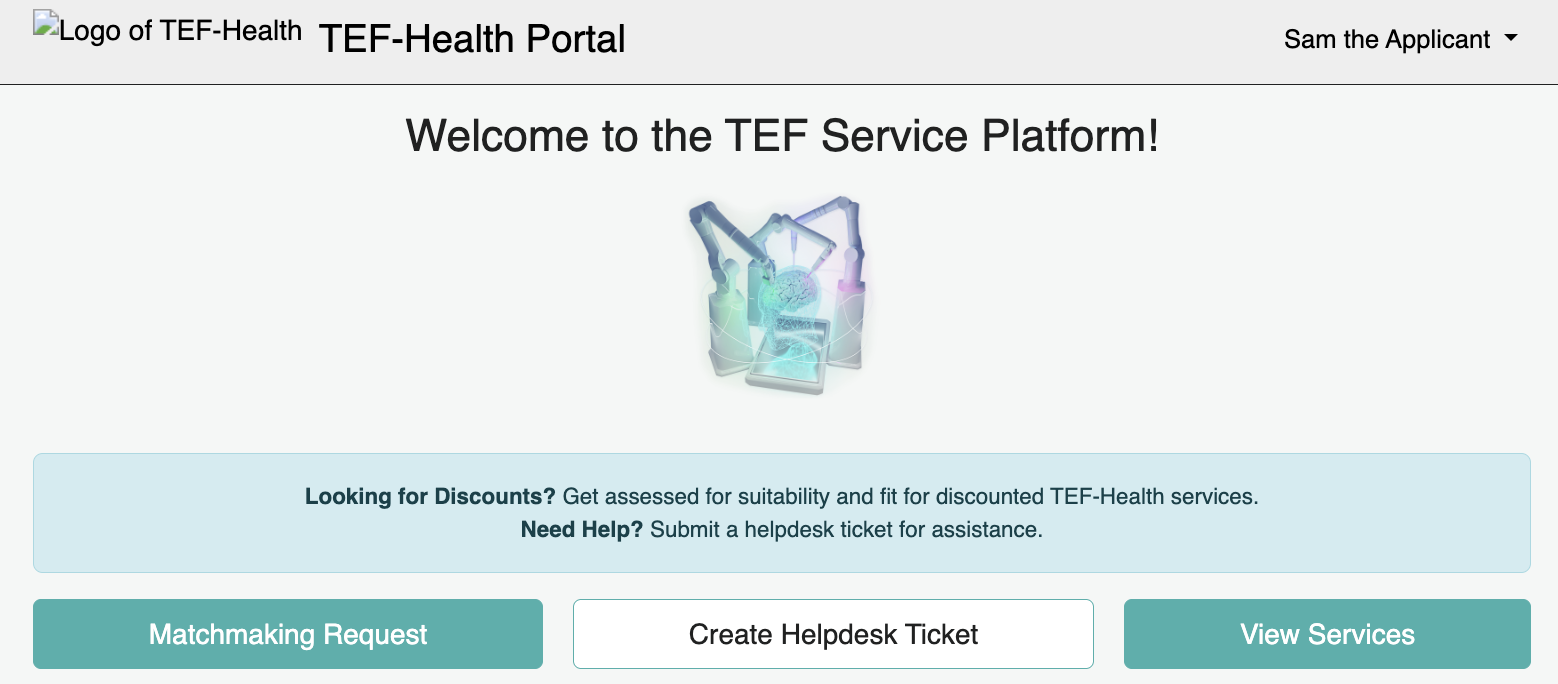 Logo of TEF-Health TEF-Health Portal Sam the Applicant
Welcome to the TEF Service Platform!
Looking for Discounts? Get assessed for suitability and fit for discounted TEF-Health services.
Need Help? Submit a helpdesk ticket for assistance.
Matchmaking Request Create Helpdesk Ticket View Services